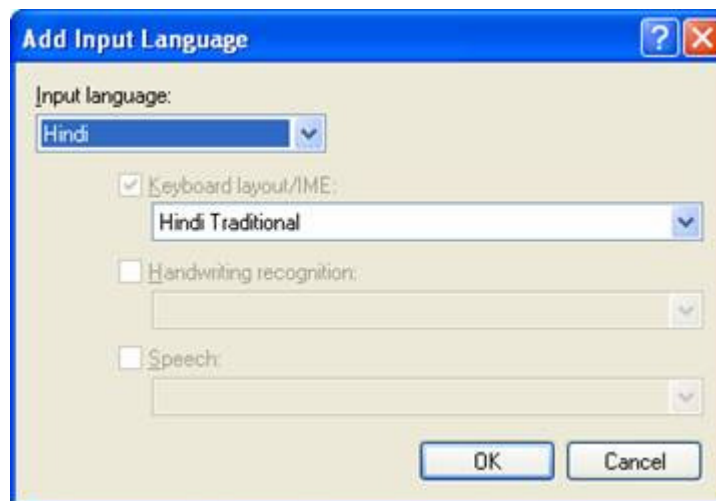 Add Input Language
Input language:
Hindi
Keyboard layout/IME:
Hindi Traditional
Handwriting recognition:
Speech:
OK Cancel